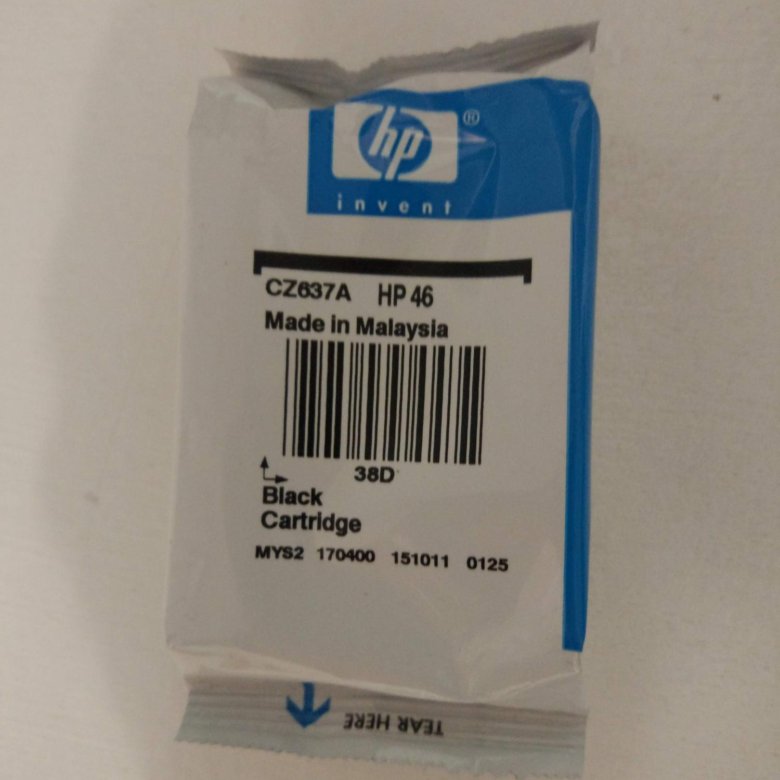 hp ®
invent
CZ637A HP 46
Made in Malaysia
38D
Black
Cartridge
MYS2 170400 151011 0125
TEAR HERE